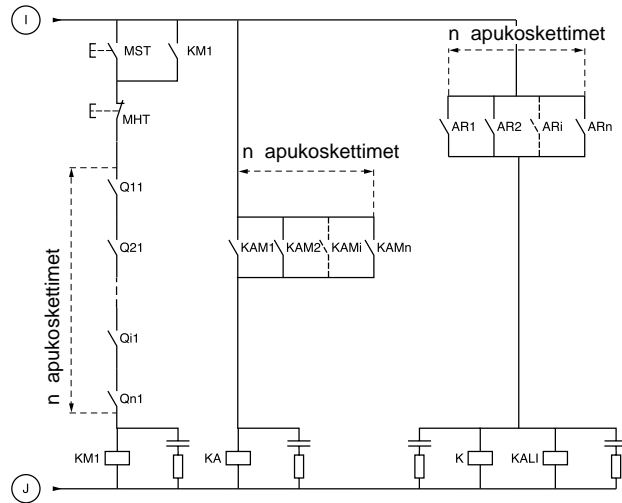 I
MST
KM1
MHT
n apukoskettimet
AR1 AR2 ARi ARn
n apukoskettimet
KAM1 KAM2 KAMi KAMn
n apukoskettimet
Q11
Q21
Qi1
Qn1
KM1
KA
K
KALI
J